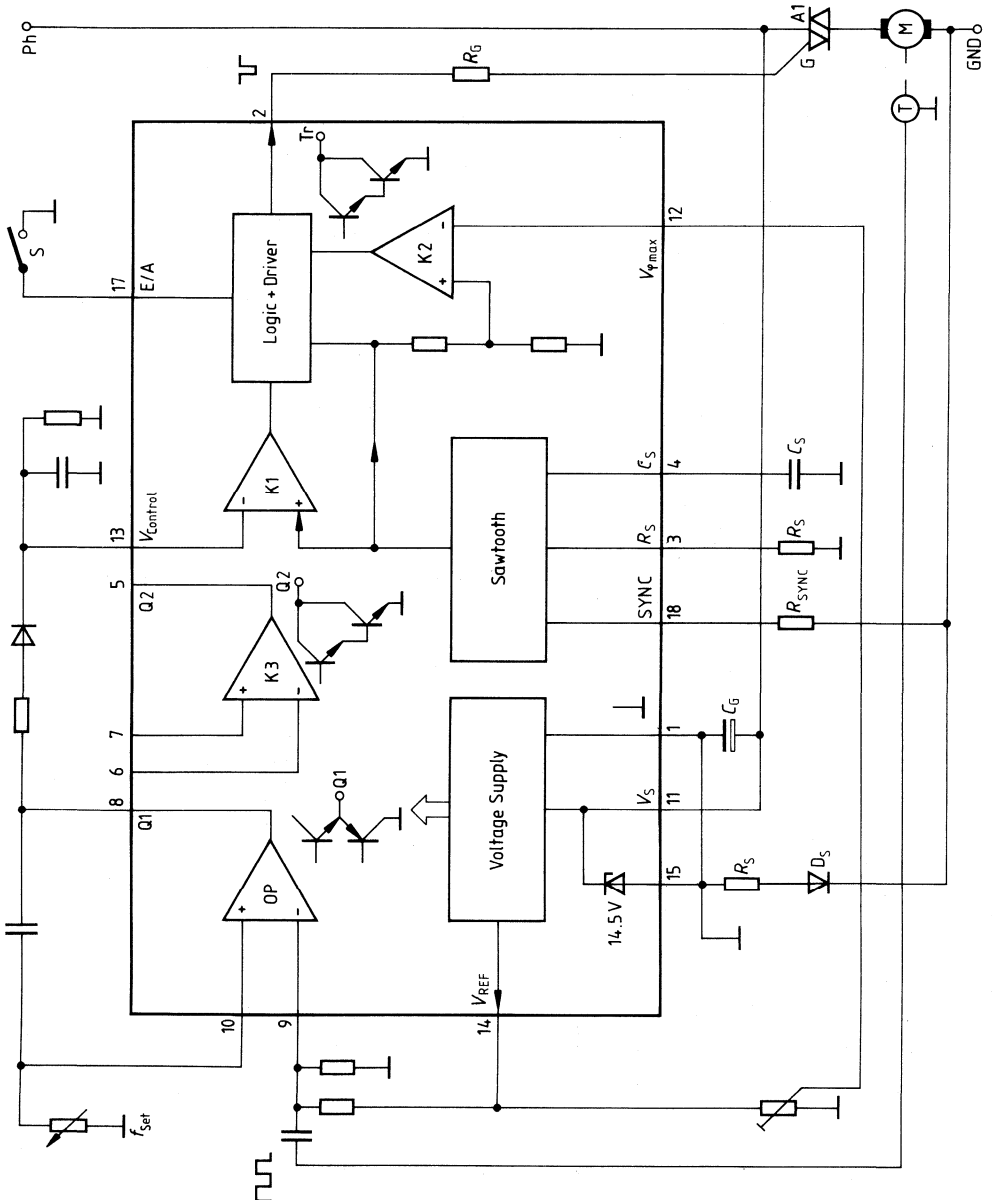 Ph
S
8
6
7
5
13
17
Q1
Q2
V_Control
E/A
f_Set
10
9
2
+
OP
-
+
K3
-
-
K1
+
Logic + Driver
Q1
Q2
Tr
+
K2
-
R_G
14
V_REF
Voltage Supply
Sawtooth
14.5 V
V_S
SYNC
R_S
C_S
V_φmax
15
11
1
18
3
4
12
R_S
C_G
R_SYNC
R_S
C_S
D_S
G
A1
M
T
GND